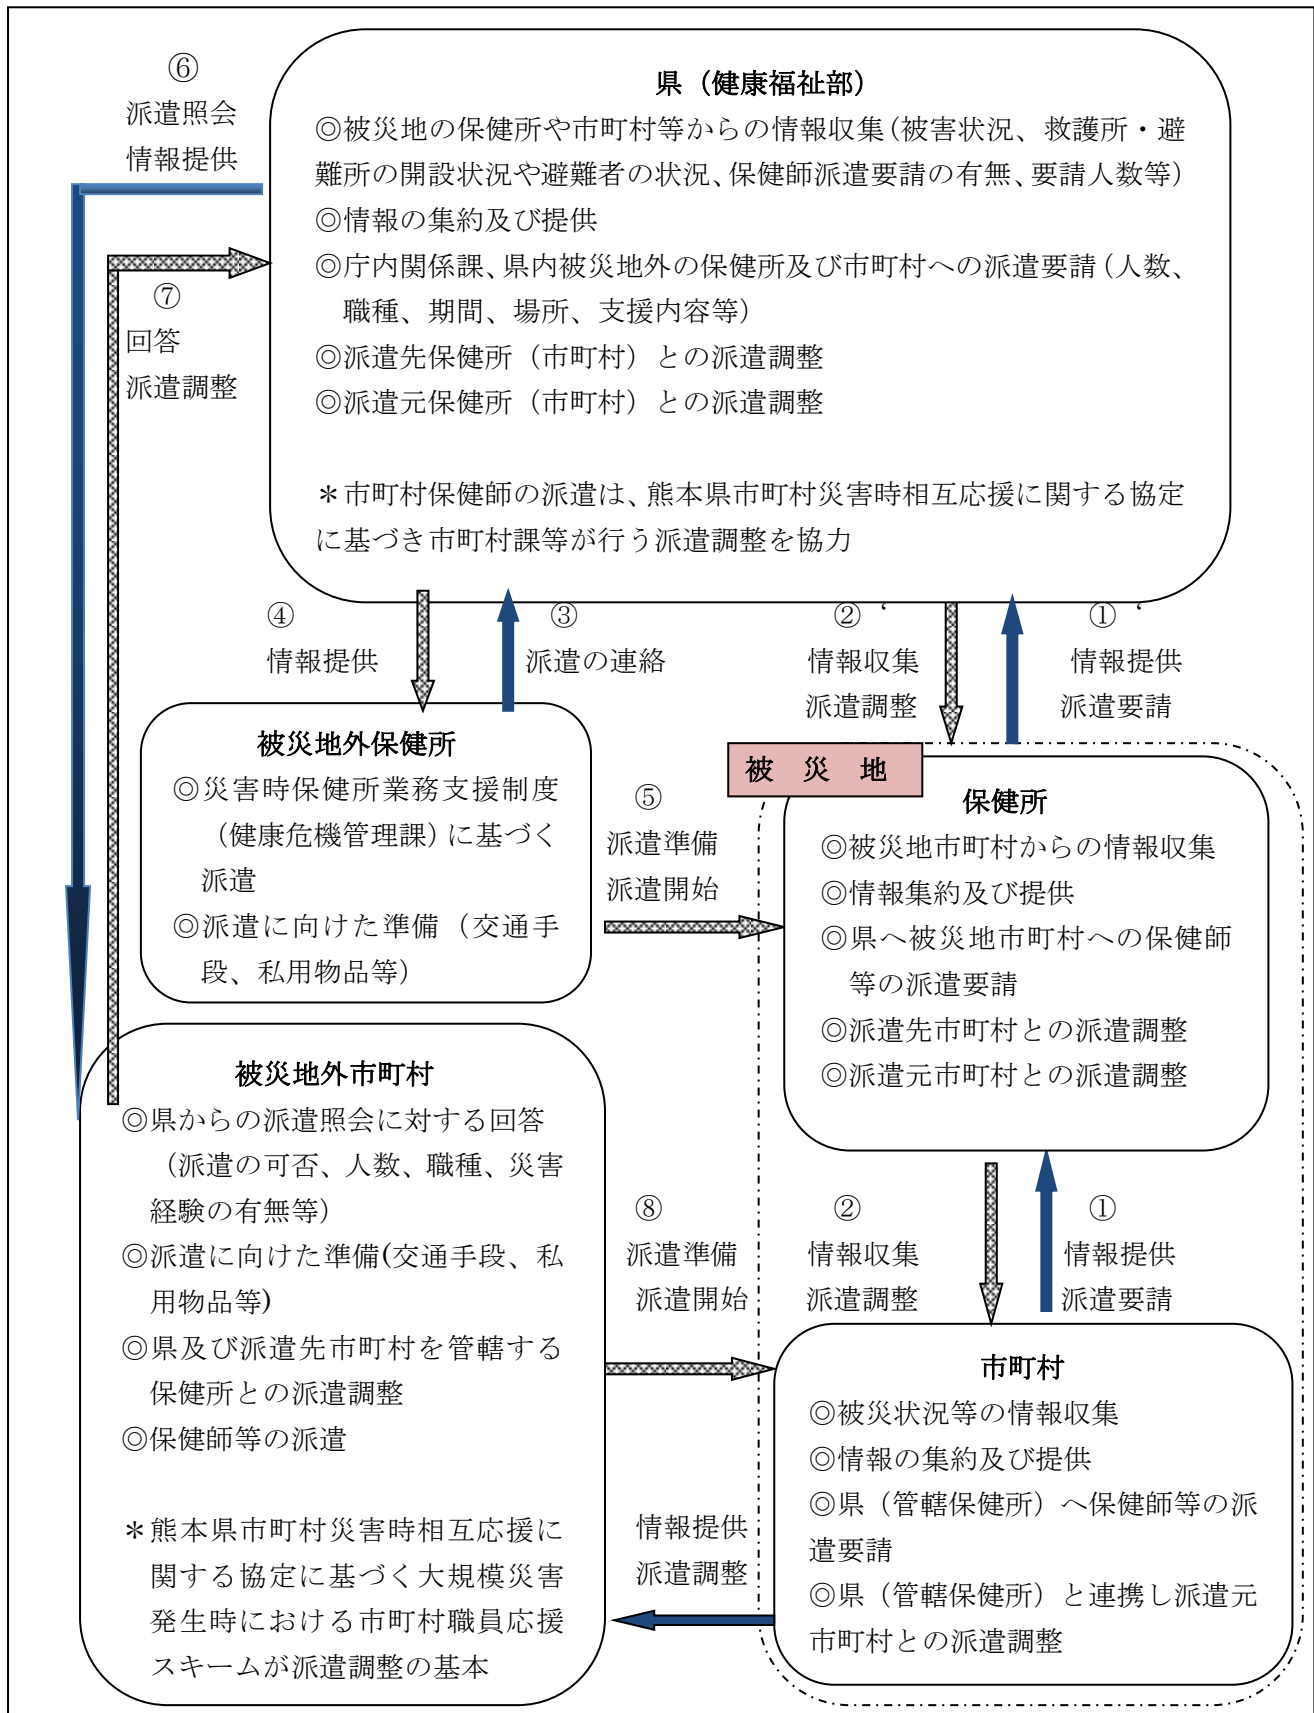 ⑥
派遣照会
情報提供
県（健康福祉部）
◎被災地の保健所や市町村等からの情報収集（被害状況、救護所・避
難所の開設状況や避難者の状況、保健師派遣要請の有無、要請人数等）
◎情報の集約及び提供
◎庁内関係課、県内被災地外の保健所及び市町村への派遣要請（人数、
職種、期間、場所、支援内容等）
◎派遣先保健所（市町村）との派遣調整
◎派遣元保健所（市町村）との派遣調整
＊市町村保健師の派遣は、熊本県市町村災害時相互応援に関する協定
に基づき市町村課等が行う派遣調整を協力
⑦
回答
派遣調整
④
情報提供
③
派遣の連絡
②
情報収集
派遣調整
①
情報提供
派遣要請
被災地外保健所
◎災害時保健所業務支援制度
（健康危機管理課）に基づく
派遣
◎派遣に向けた準備（交通手
段、私用物品等）
⑤
派遣準備
派遣開始
被　災　地
保健所
◎被災地市町村からの情報収集
◎情報集約及び提供
◎県へ被災地市町村への保健師
等の派遣要請
◎派遣先市町村との派遣調整
◎派遣元市町村との派遣調整
被災地外市町村
◎県からの派遣照会に対する回答
（派遣の可否、人数、職種、災害
経験の有無等）
◎派遣に向けた準備(交通手段、私
用物品等)
◎県及び派遣先市町村を管轄する
保健所との派遣調整
◎保健師等の派遣
＊熊本県市町村災害時相互応援に
関する協定に基づく大規模災害
発生時における市町村職員応援
スキームが派遣調整の基本
⑧
派遣準備
派遣開始
②
情報収集
派遣調整
①
情報提供
派遣要請
市町村
◎被災状況等の情報収集
◎情報の集約及び提供
◎県（管轄保健所）へ保健師等の派
遣要請
◎県（管轄保健所）と連携し派遣元
市町村との派遣調整
情報提供
派遣調整